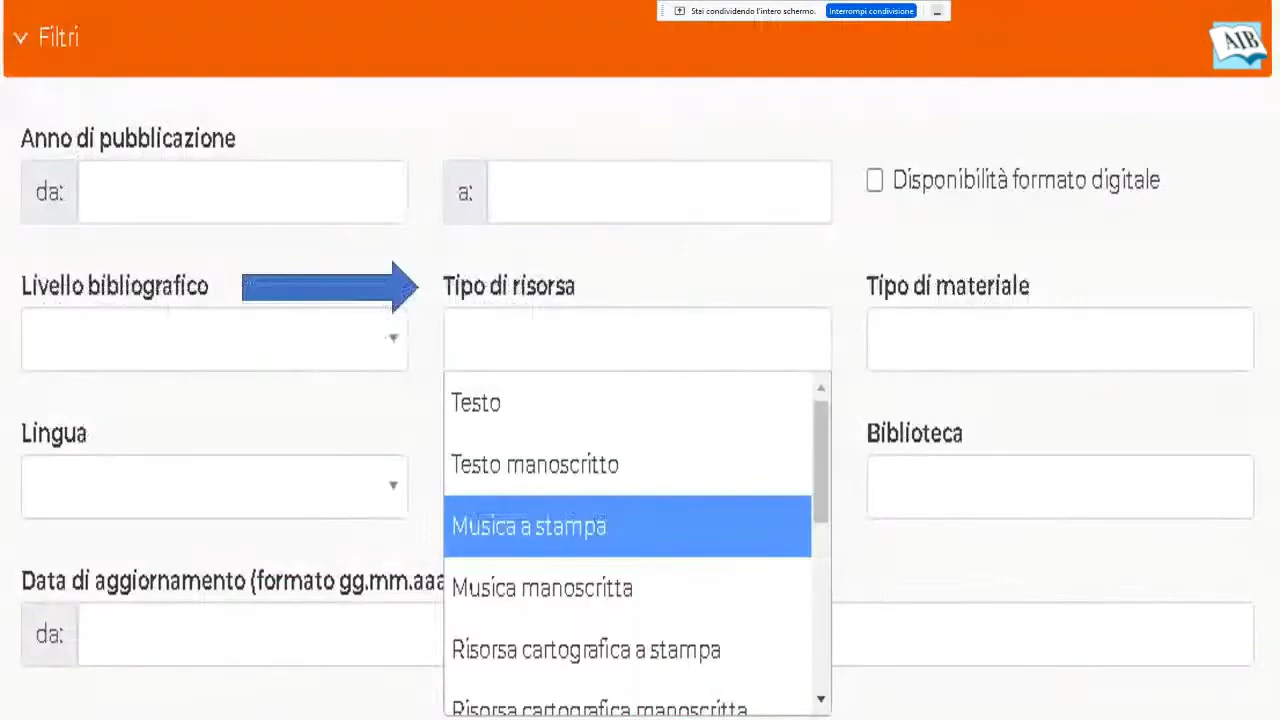 Stai condividendo l'intero schermo. Interrompi condivisione
Filtri
AIB
Anno di pubblicazione
da:
a:
Disponibilità formato digitale
Livello bibliografico
Tipo di risorsa
Tipo di materiale
Testo
Lingua
Biblioteca
Testo manoscritto
Musica a stampa
Data di aggiornamento (formato gg.mm.aaa
Musica manoscritta
da:
Risorsa cartografica a stampa
Risorsa cartografica manoscritta